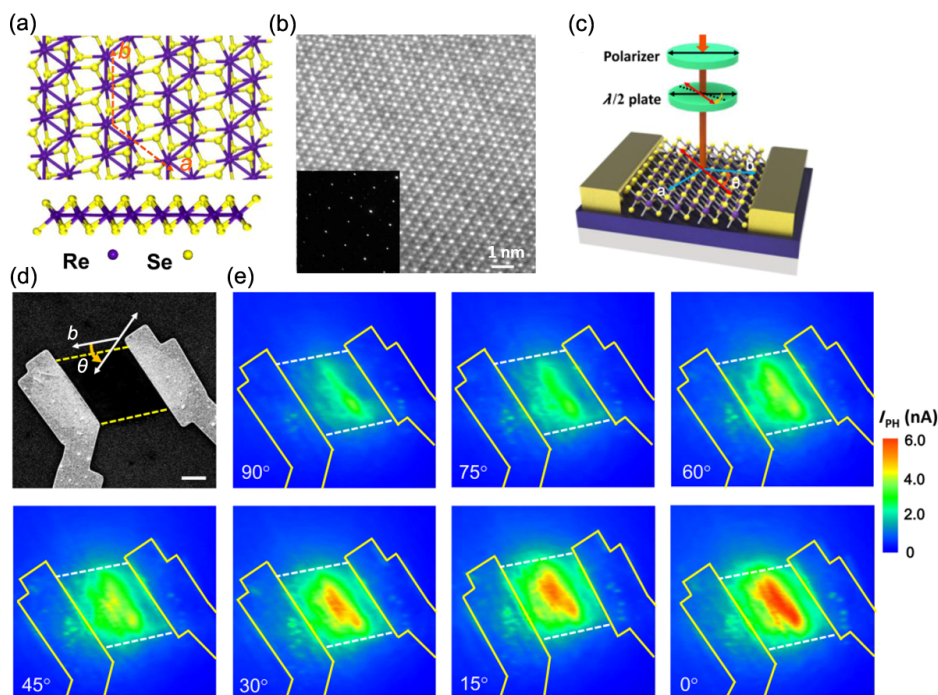 (a)
b
a
Re
Se
(b)
1 nm
(c)
Polarizer
λ/2 plate
a
b
θ
(d)
b
θ
(e)
90°
75°
60°
I_PH (nA)
6.0
4.0
2.0
0
45°
30°
15°
0°